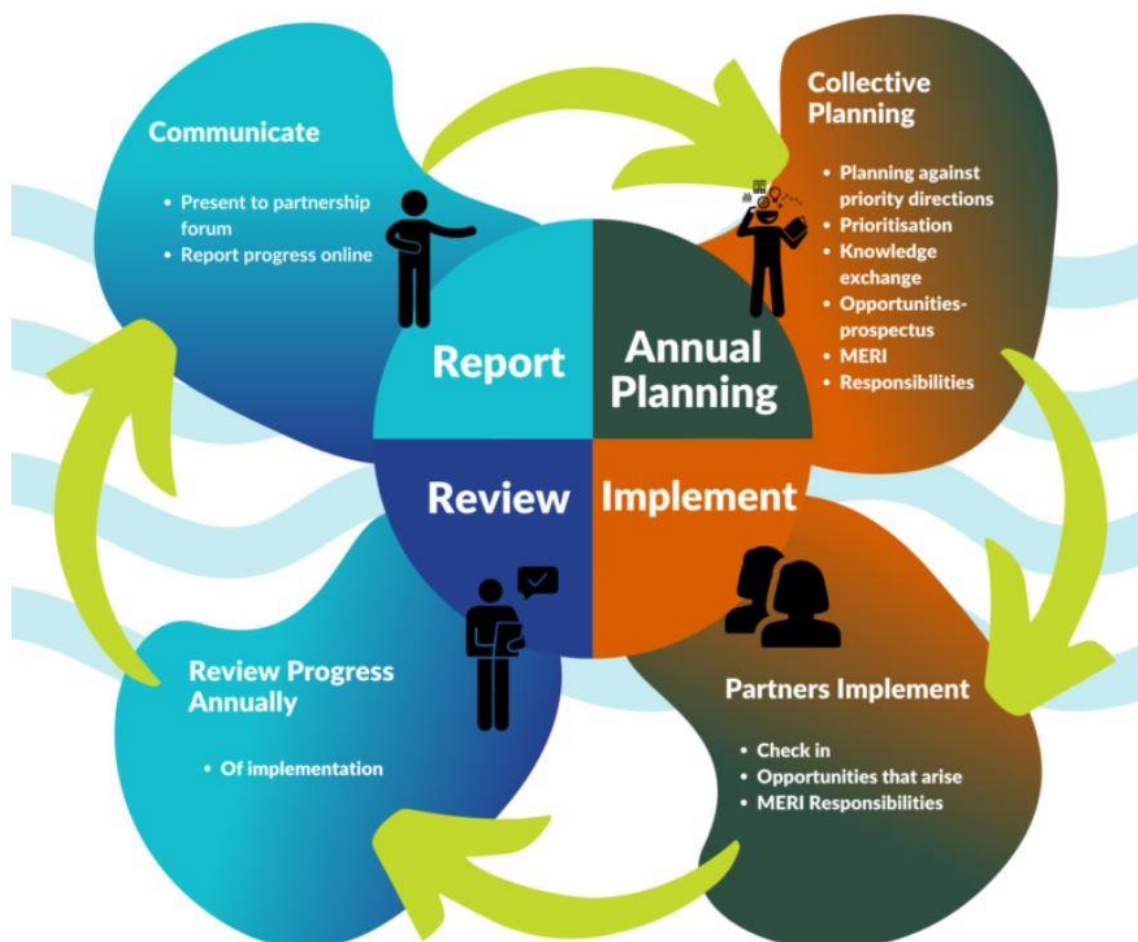 Communicate
• Present to partnership
forum
• Report progress online
Collective
Planning
• Planning against
priority directions
• Prioritisation
• Knowledge
exchange
• Opportunities-
prospectus
• MERI
• Responsibilities
Report
Annual
Planning
Review
Implement
Review Progress
Annually
• Of implementation
Partners Implement
• Check in
• Opportunities that arise
• MERI Responsibilities